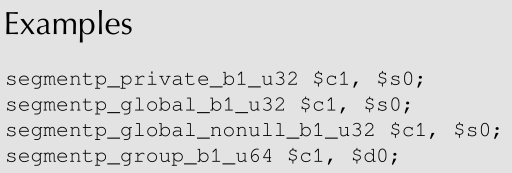 Examples
segmentp_private_b1_u32 $c1, $s0;
segmentp_global_b1_u32 $c1, $s0;
segmentp_global_nonull_b1_u32 $c1, $s0;
segmentp_group_b1_u64 $c1, $d0;